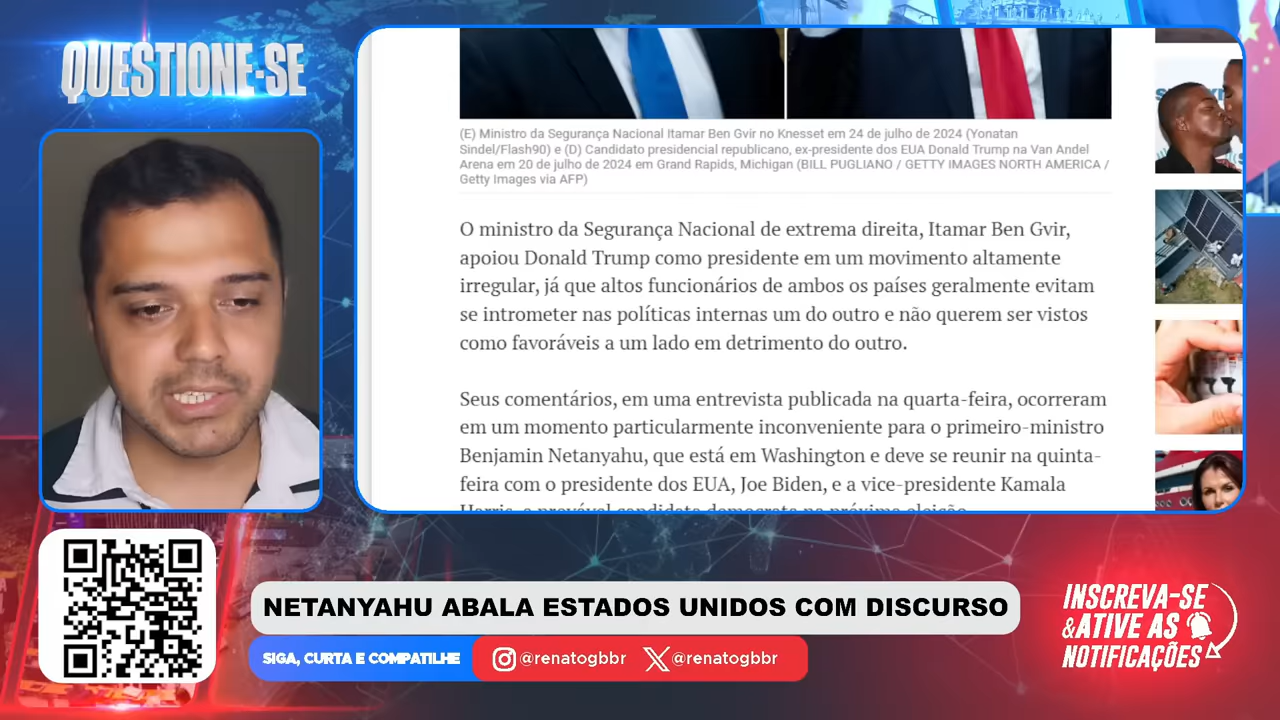 QUESTIONE-SE
(E) Ministro da Segurança Nacional Itamar Ben Gvir no Knesset em 24 de julho de 2024 (Yonatan
Sindel/Flash90) e (D) Candidato presidencial republicano, ex-presidente dos EUA Donald Trump na Van Andel
Arena em 20 de julho de 2024 em Grand Rapids, Michigan (BILL PUGLIANO / GETTY IMAGES NORTH AMERICA /
Getty Images via AFP)
O ministro da Segurança Nacional de extrema direita, Itamar Ben Gvir,
apoiou Donald Trump como presidente em um movimento altamente
irregular, já que altos funcionários de ambos os países geralmente evitam
se intrometer nas políticas internas um do outro e não querem ser vistos
como favoráveis a um lado em detrimento do outro.
Seus comentários, em uma entrevista publicada na quarta-feira, ocorreram
em um momento particularmente inconveniente para o primeiro-ministro
Benjamin Netanyahu, que está em Washington e deve se reunir na quinta-
feira com o presidente dos EUA, Joe Biden, e a vice-presidente Kamala
Harris, a provável candidata democrata na próxima eleição.
NETANYAHU ABALA ESTADOS UNIDOS COM DISCURSO
SIGA, CURTA E COMPATILHE
@renatogbbr
@renatogbbr
INSCREVA-SE
&ATIVE AS
NOTIFICAÇÕES